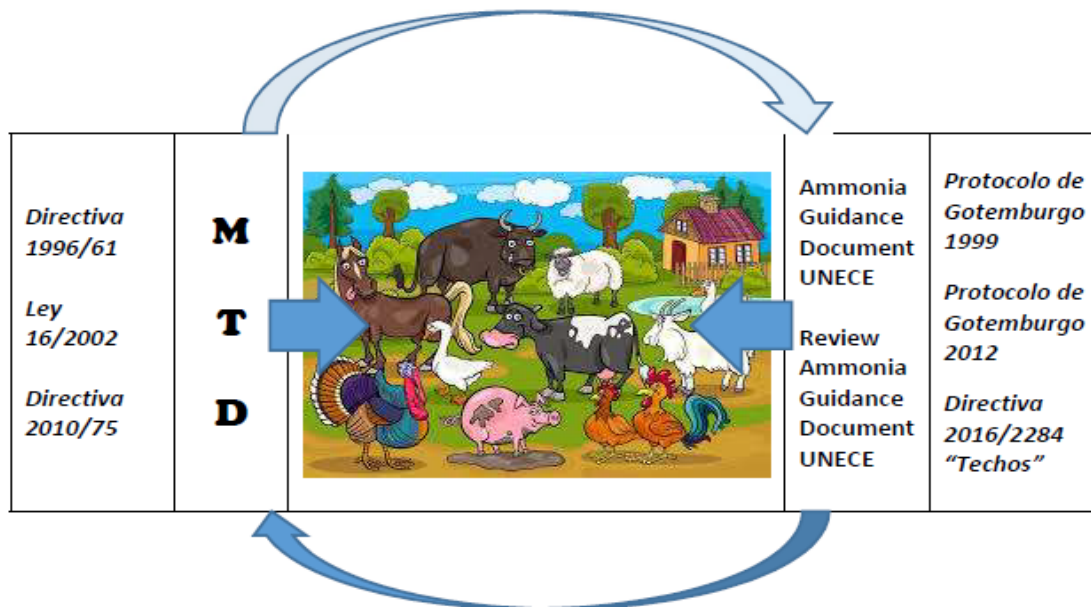 Directiva
1996/61
Ley
16/2002
Directiva
2010/75
M
T
D
Ammonia
Guidance
Document
UNECE
Review
Ammonia
Guidance
Document
UNECE
Protocolo de
Gotemburgo
1999
Protocolo de
Gotemburgo
2012
Directiva
2016/2284
“Techos”